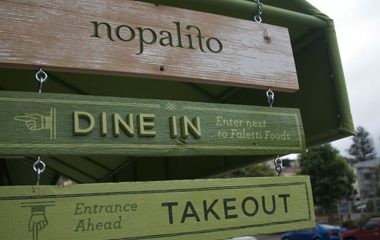 nopalito
DINE IN
Enter next
to Faletti Foods
Entrance
Ahead
TAKEOUT